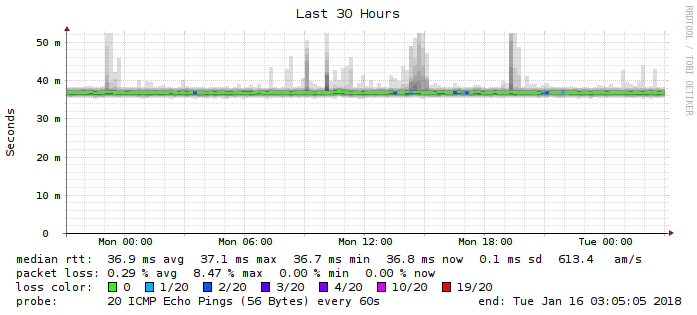 Last 30 Hours
RRDTOOL / TOBI OETIKER
Seconds
50 m
40 m
30 m
20 m
10 m
0
Mon 00:00 Mon 06:00 Mon 12:00 Mon 18:00 Tue 00:00
median rtt: 36.9 ms avg 37.1 ms max 36.7 ms min 36.8 ms now 0.1 ms sd 613.4 am/s
packet loss: 0.29 % avg 8.47 % max 0.00 % min 0.00 % now
loss color: 0 1/20 2/20 3/20 4/20 10/20 19/20
probe: 20 ICMP Echo Pings (56 Bytes) every 60s end: Tue Jan 16 03:05:05 2018